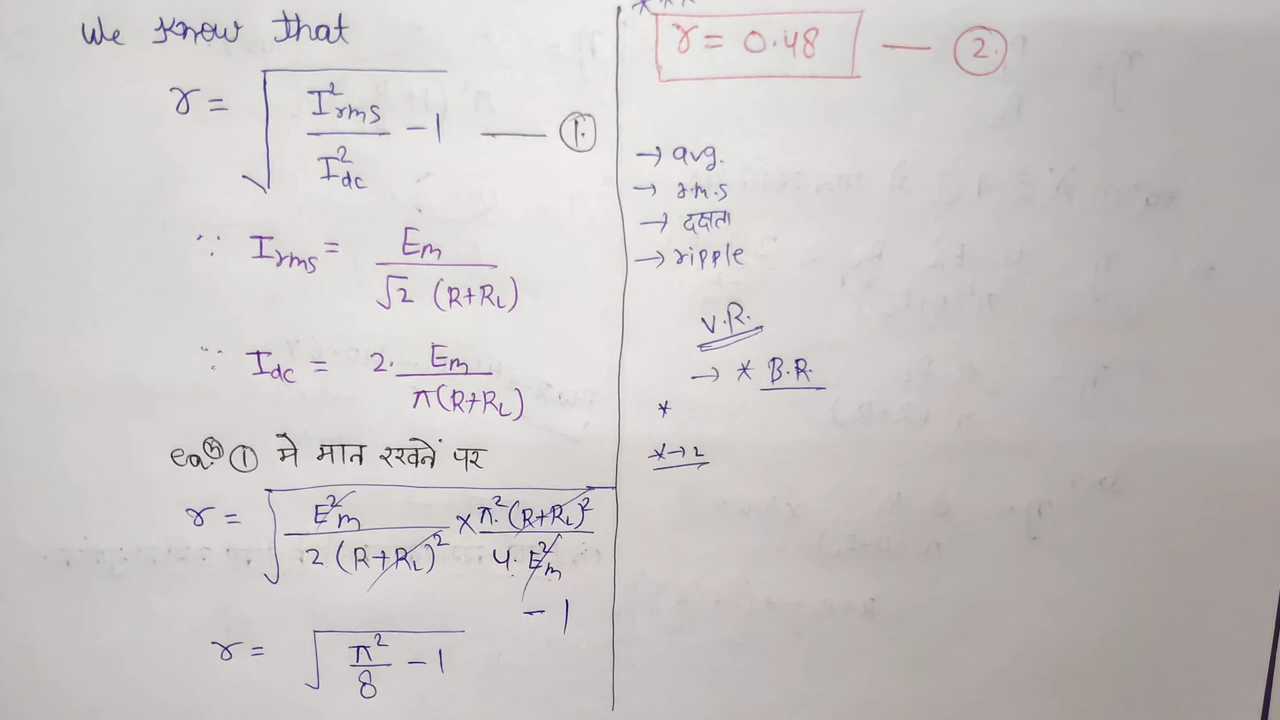 We know that
γ = √(I²rms / I²dc - 1) — ①
∵ Irms = Em / √2 (R+RL)
∵ Idc = 2. Em / π(R+RL)
eqⁿ ① मे मान रखनें पर
γ = √(E²m / 2 (R+RL)² × π² (R+RL)² / 4. E²m - 1)
γ = √(π² / 8 - 1)
***
γ = 0.48 — ②
→ avg.
→ r.m.s
→ दक्षता
→ ripple
V.R.
→ * B.R.
*
*→2